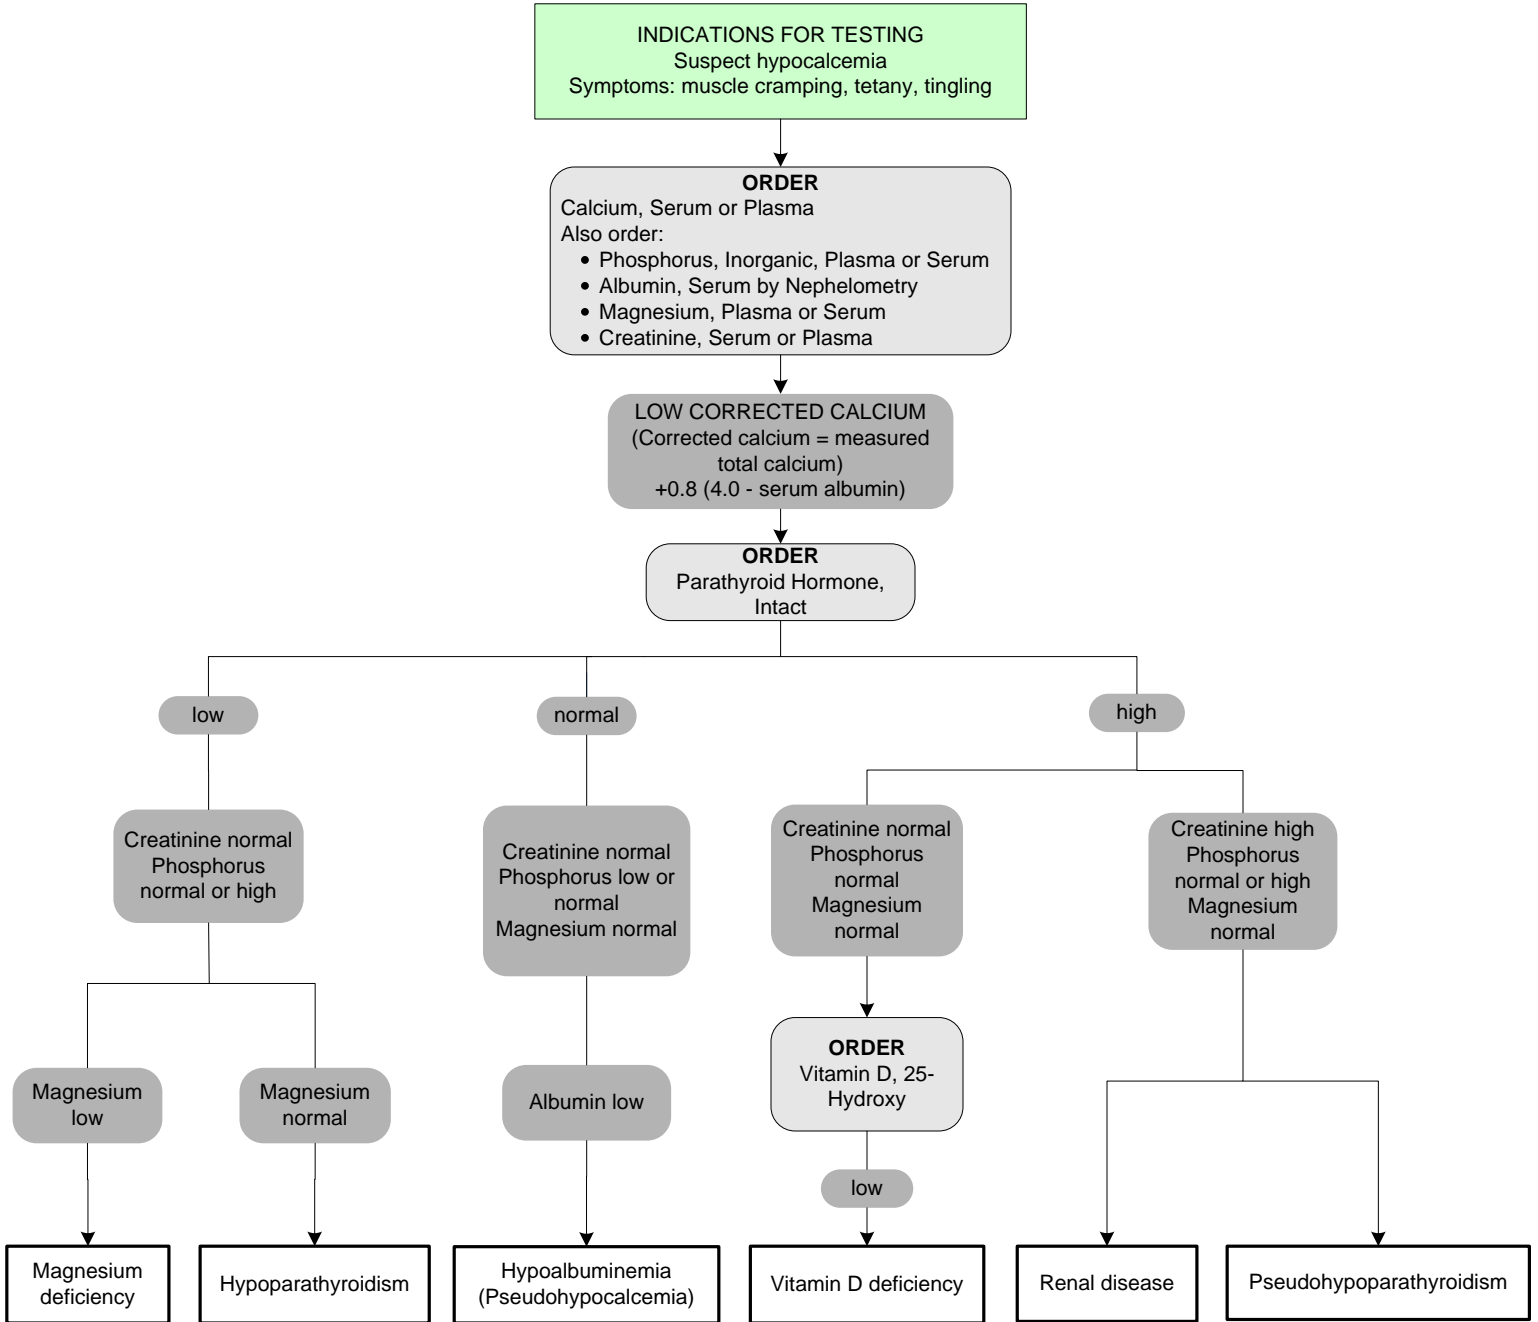 INDICATIONS FOR TESTING
Suspect hypocalcemia
Symptoms: muscle cramping, tetany, tingling
ORDER
Calcium, Serum or Plasma
Also order:
• Phosphorus, Inorganic, Plasma or Serum
• Albumin, Serum by Nephelometry
• Magnesium, Plasma or Serum
• Creatinine, Serum or Plasma
LOW CORRECTED CALCIUM
(Corrected calcium = measured
total calcium)
+0.8 (4.0 - serum albumin)
ORDER
Parathyroid Hormone,
Intact
low
normal
high
Creatinine normal
Phosphorus
normal or high
Creatinine normal
Phosphorus low or
normal
Magnesium normal
Creatinine normal
Phosphorus
normal
Magnesium
normal
Creatinine high
Phosphorus
normal or high
Magnesium
normal
Magnesium
low
Magnesium
normal
Albumin low
ORDER
Vitamin D, 25-
Hydroxy
low
Magnesium
deficiency
Hypoparathyroidism
Hypoalbuminemia
(Pseudohypocalcemia)
Vitamin D deficiency
Renal disease
Pseudohypoparathyroidism